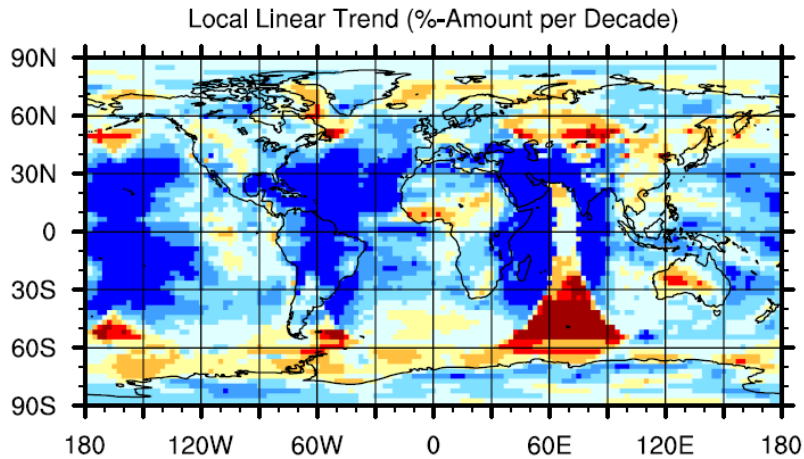 Local Linear Trend (%-Amount per Decade)
90N
60N
30N
0
30S
60S
90S
180 120W 60W 0 60E 120E 180